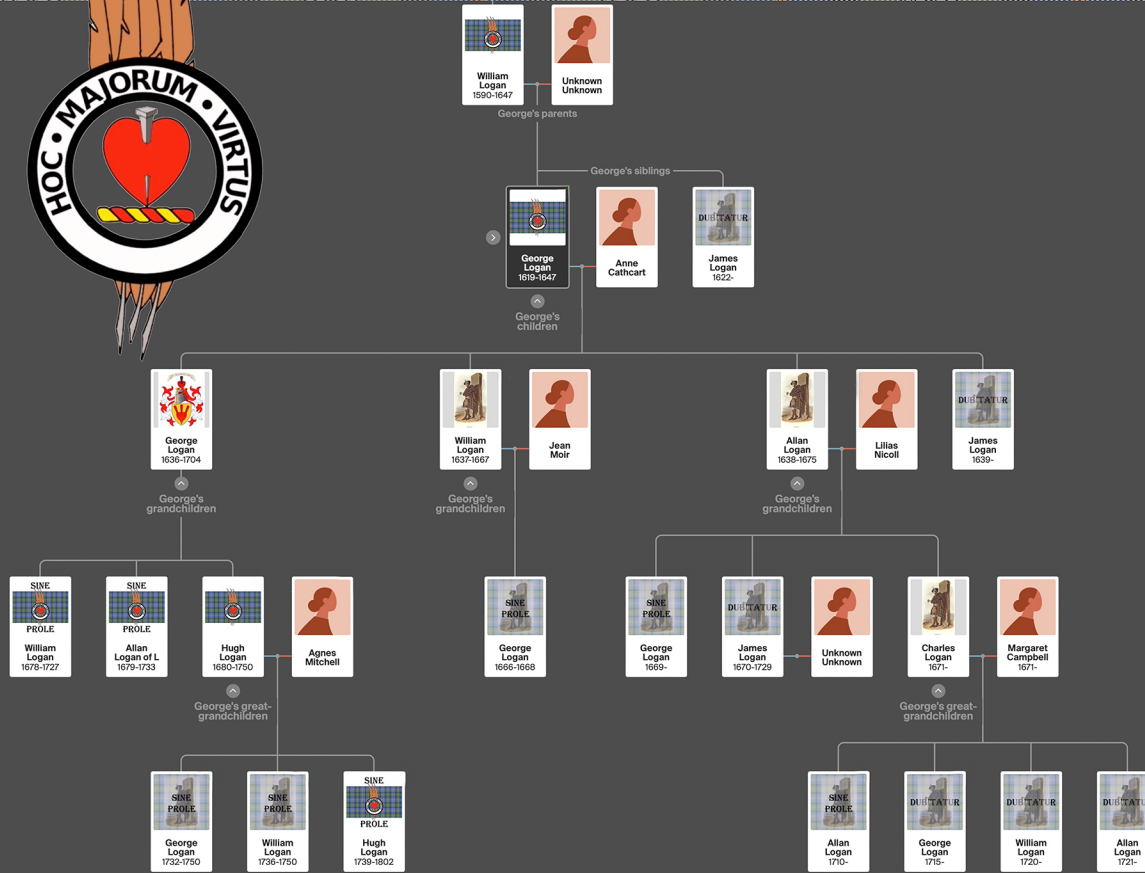 HOC • MAJORUM • VIRTUS
William
Logan
1590-1647
Unknown
Unknown
George's parents
George's siblings
George
Logan
1619-1647
Anne
Cathcart
DUBITATUR
James
Logan
1622-
George's
children
George
Logan
1636-1704
William
Logan
1637-1667
Jean
Moir
Allan
Logan
1638-1675
Lilias
Nicoll
DUBITATUR
James
Logan
1639-
George's
grandchildren
George's
grandchildren
George's
grandchildren
SINE
PROLE
William
Logan
1678-1727
SINE
PROLE
Allan
Logan of L
1679-1733
Hugh
Logan
1680-1750
Agnes
Mitchell
SINE
PROLE
George
Logan
1666-1668
SINE
PROLE
George
Logan
1669-
DUBITATUR
James
Logan
1670-1729
Unknown
Unknown
Charles
Logan
1671-
Margaret
Campbell
1671-
George's great-
grandchildren
George's great-
grandchildren
SINE
PROLE
George
Logan
1732-1750
SINE
PROLE
William
Logan
1736-1750
SINE
PROLE
Hugh
Logan
1739-1802
SINE
PROLE
Allan
Logan
1710-
DUBITATUR
George
Logan
1715-
DUBITATUR
William
Logan
1720-
DUBITATU
Allan
Logan
1721-